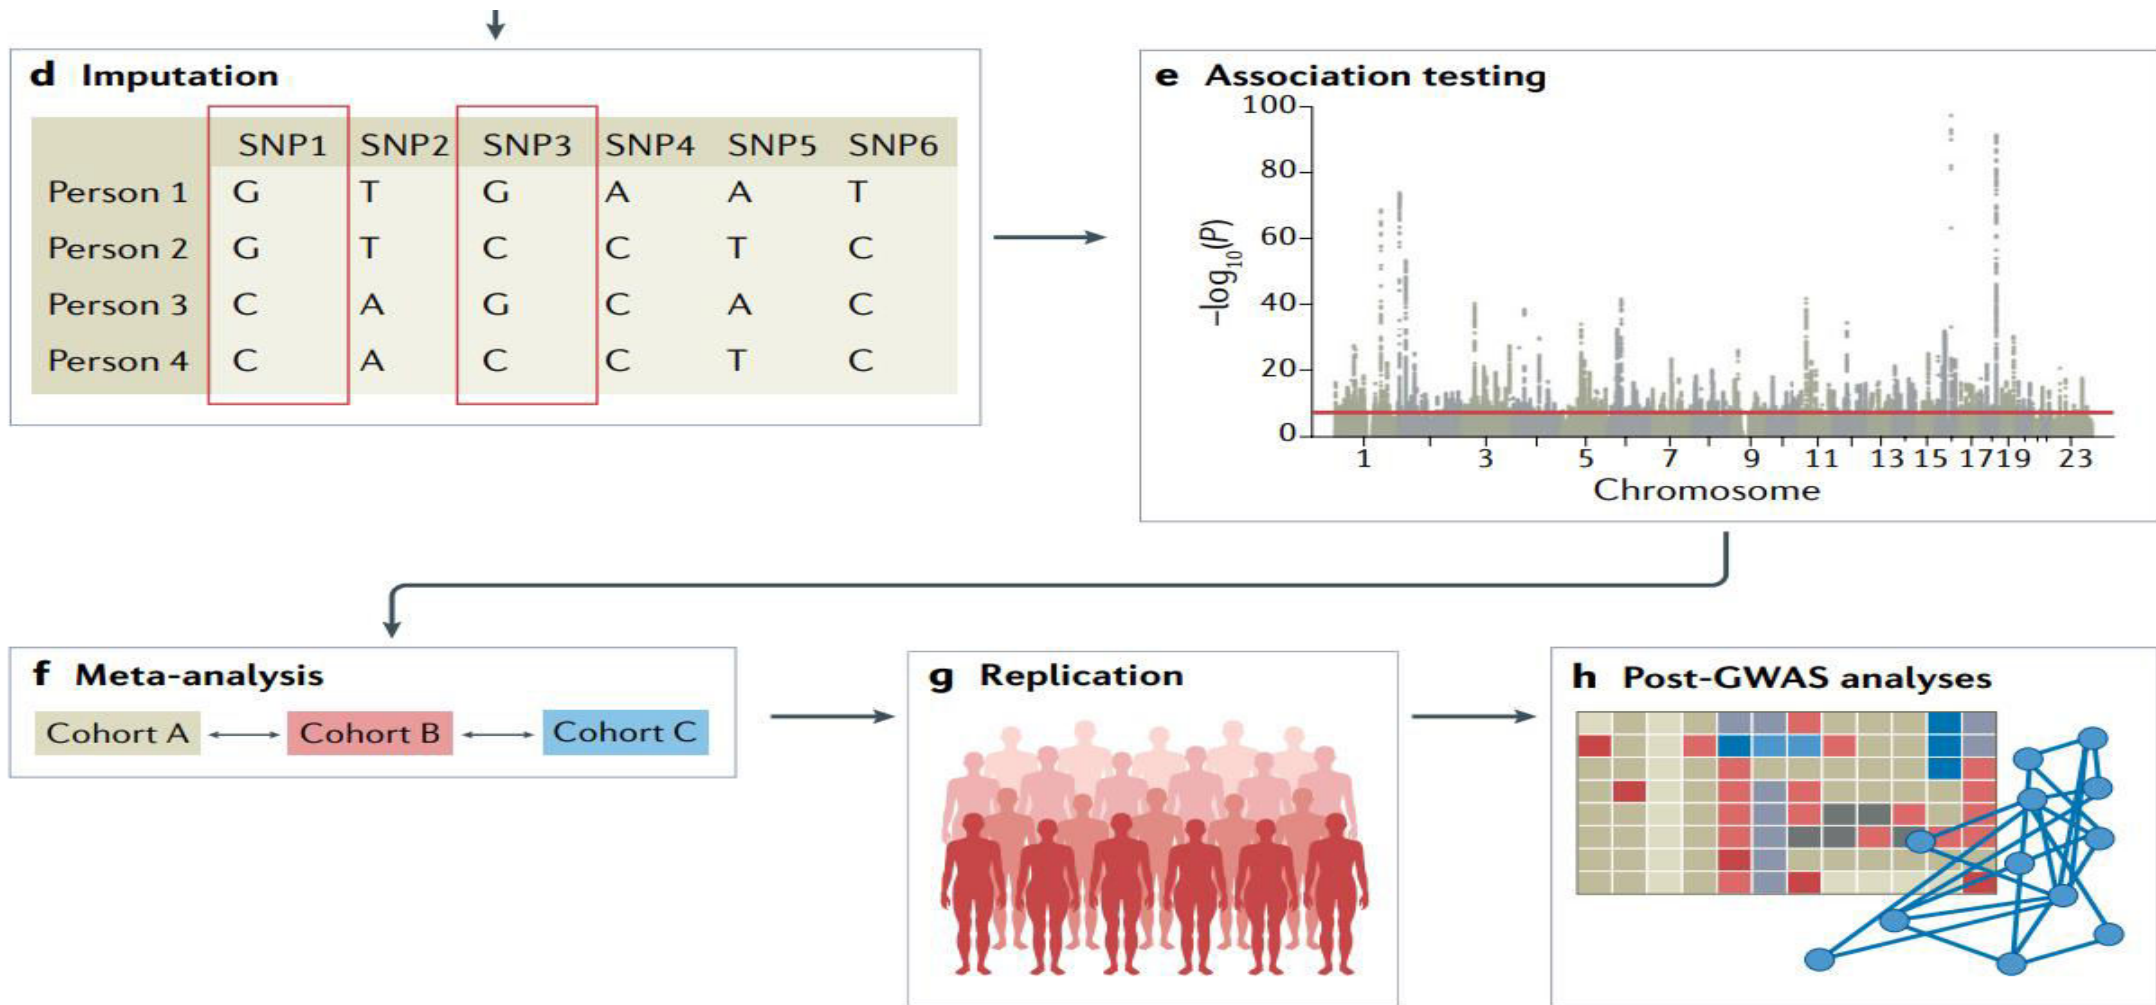 d Imputation
SNP1 SNP2 SNP3 SNP4 SNP5 SNP6
Person 1 G T G A A T
Person 2 G T C C T C
Person 3 C A G C A C
Person 4 C A C C T C
e Association testing
100
80
60
40
20
0
–log10(P)
1 3 5 7 9 11 13 15 17 19 23
Chromosome
f Meta-analysis
Cohort A Cohort B Cohort C
g Replication
h Post-GWAS analyses